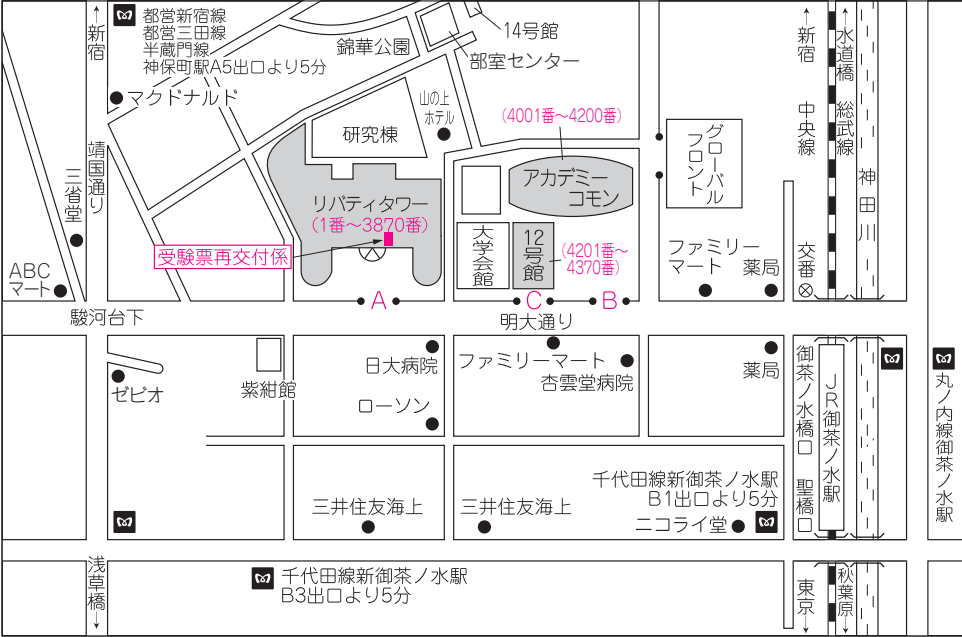 都営新宿線
都営三田線
半蔵門線
神保町駅A5出口より5分
←新宿
マクドナルド
靖国通り
三省堂
ABC
マート
駿河台下
錦華公園
14号館
部室センター
山の上
ホテル
研究棟
(4001番〜4200番)
アカデミー
コモン
リバティタワー
(1番〜3870番)
受験票再交付係
大学会館
12号館
(4201番〜
4370番)
グローバル
フロント
ファミリー
マート
薬局
交番
←新宿
中央線
←水道橋
総武線
神田川
A
C
B
明大通り
ゼビオ
紫紺館
日大病院
ローソン
ファミリーマート
杏雲堂病院
薬局
御茶ノ水橋口
聖橋口
JR御茶ノ水駅
丸ノ内線御茶ノ水駅
三井住友海上
三井住友海上
千代田線新御茶ノ水駅
B1出口より5分
ニコライ堂
浅草橋→
千代田線新御茶ノ水駅
B3出口より5分
東京→
秋葉原→